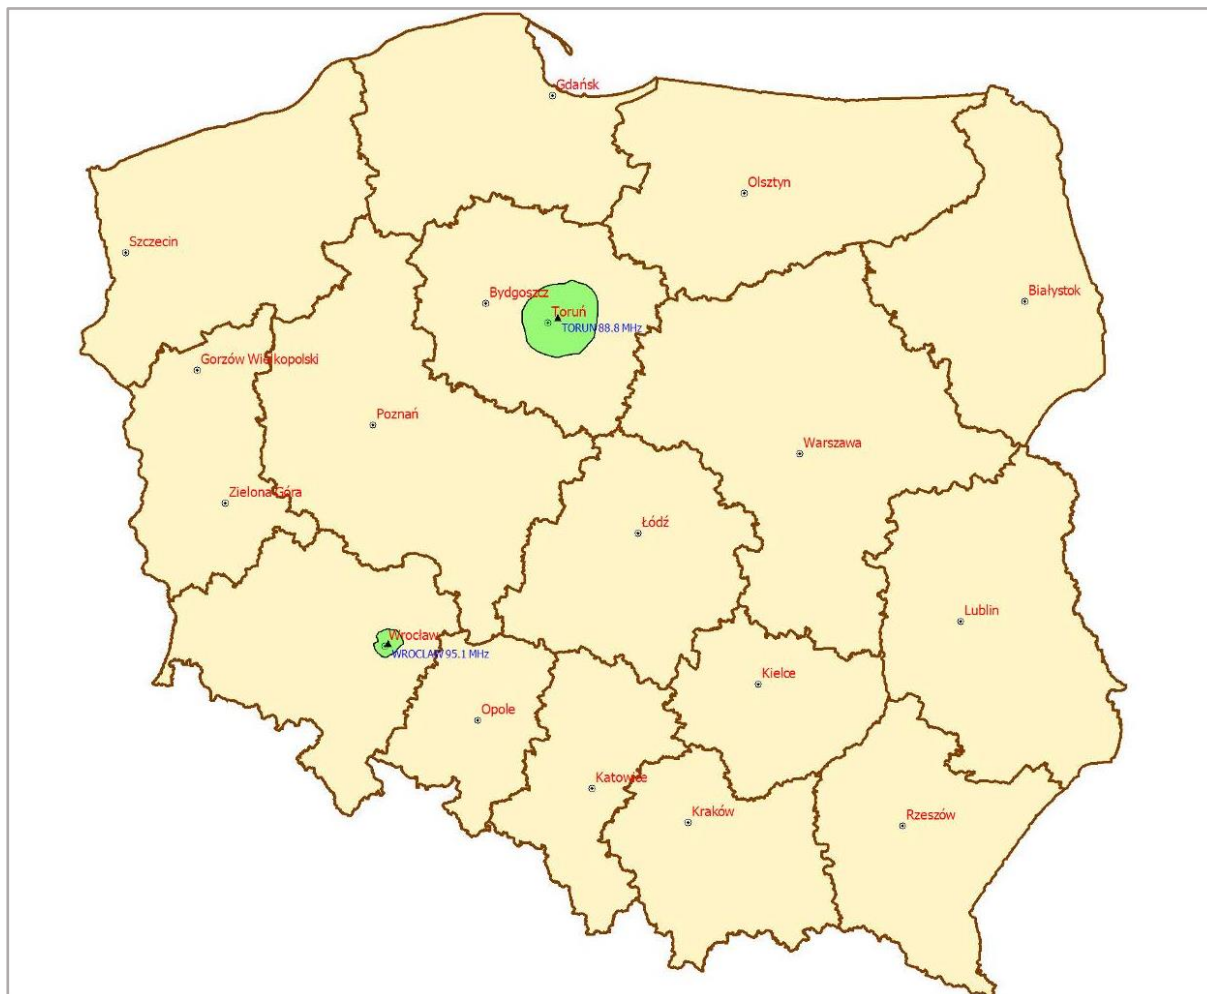 Gdańsk
Olsztyn
Szczecin
Bydgoszcz
Białystok
Toruń
TORUN 88.8 MHz
Gorzów Wielkopolski
Poznań
Warszawa
Zielona Góra
Łódź
Lublin
Wrocław
WROCLAW 95.1 MHz
Kielce
Opole
Katowice
Kraków
Rzeszów